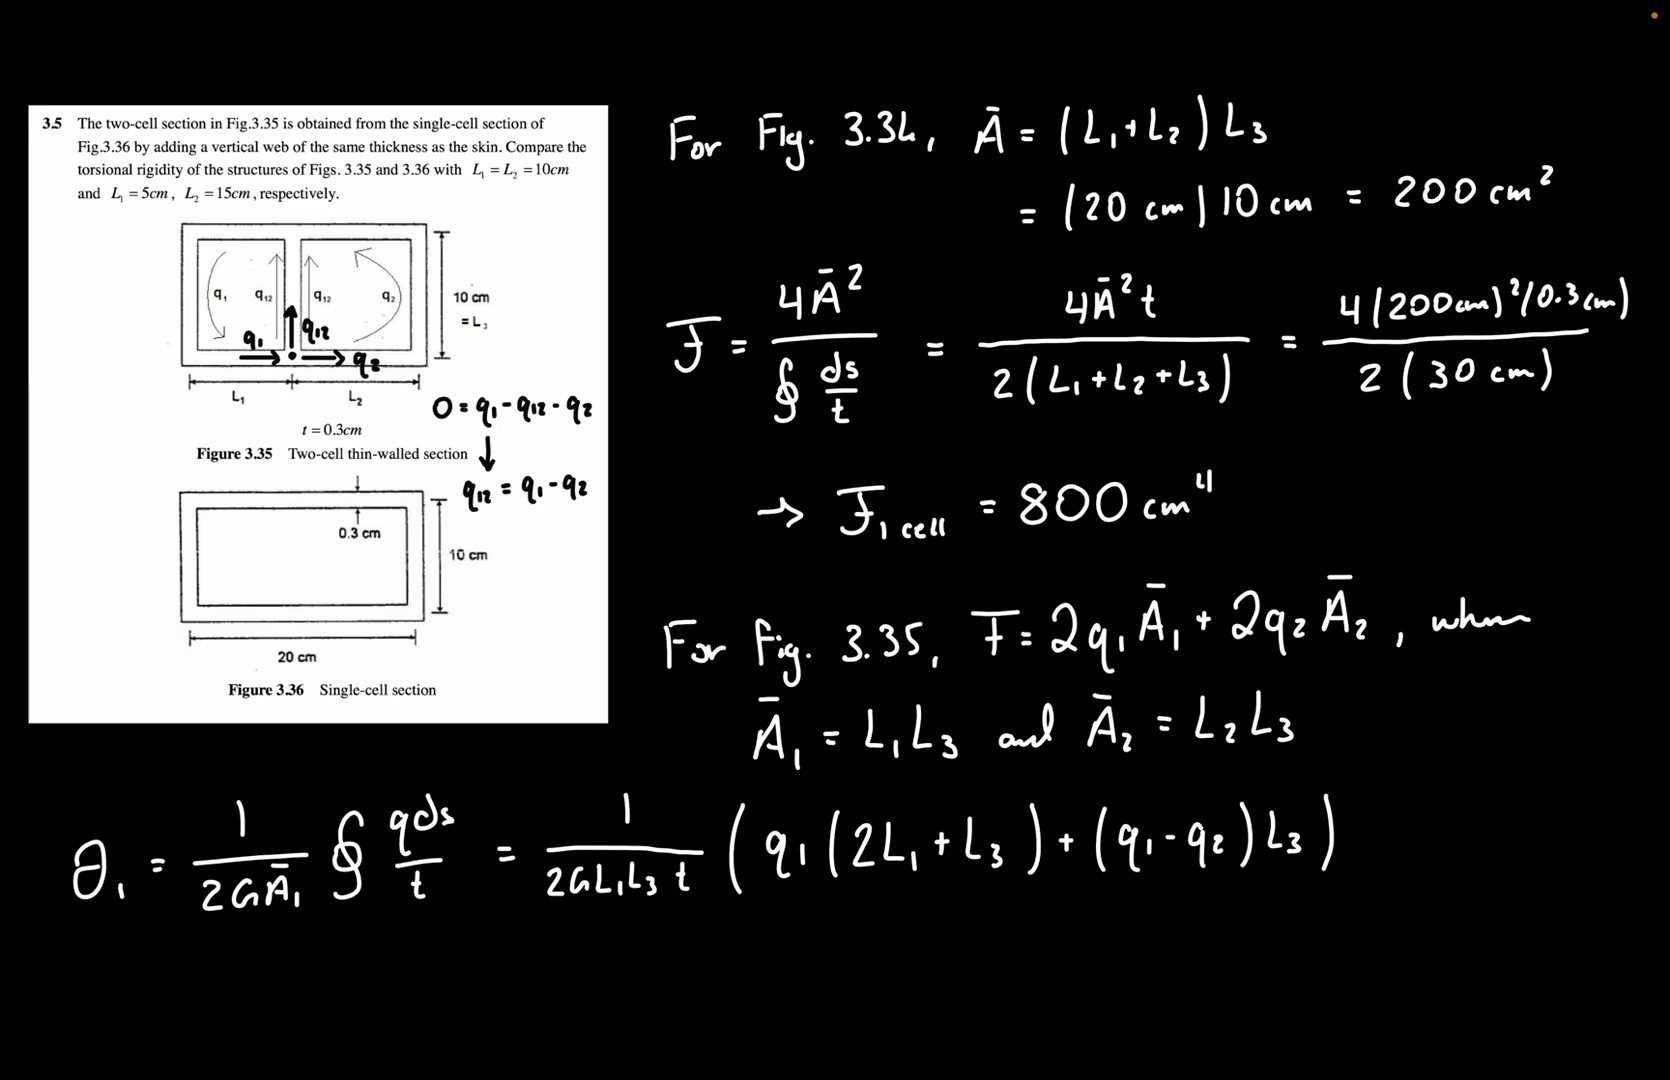 3.5 The two-cell section in Fig.3.35 is obtained from the single-cell section of
Fig.3.36 by adding a vertical web of the same thickness as the skin. Compare the
torsional rigidity of the structures of Figs. 3.35 and 3.36 with L₁ = L₂ = 10cm
and L₁ = 5cm, L₂ = 15cm, respectively.
q₁ q₁₂ q₁₂ q₂
10 cm
= L₃
q₁ q₁₂ q₂
L₁ L₂
0 = q₁ - q₁₂ - q₂
t = 0.3cm
Figure 3.35 Two-cell thin-walled section
↓
q₁₂ = q₁ - q₂
0.3 cm
10 cm
20 cm
Figure 3.36 Single-cell section
For Fig. 3.36, Ā = (L₁ + L₂) L₃
= (20 cm) 10 cm = 200 cm²
J = 4Ā² / ∮ ds/t = 4Ā² t / 2(L₁ + L₂ + L₃) = 4(200cm)²(0.3cm) / 2(30 cm)
→ J₁ cell = 800 cm⁴
For fig. 3.35, T = 2q₁Ā₁ + 2q₂Ā₂, where
Ā₁ = L₁L₃ and Ā₂ = L₂L₃
θ₁ = 1 / 2GĀ₁ ∮ qds / t = 1 / 2GL₁L₃ t (q₁(2L₁ + L₃) + (q₁ - q₂)L₃)